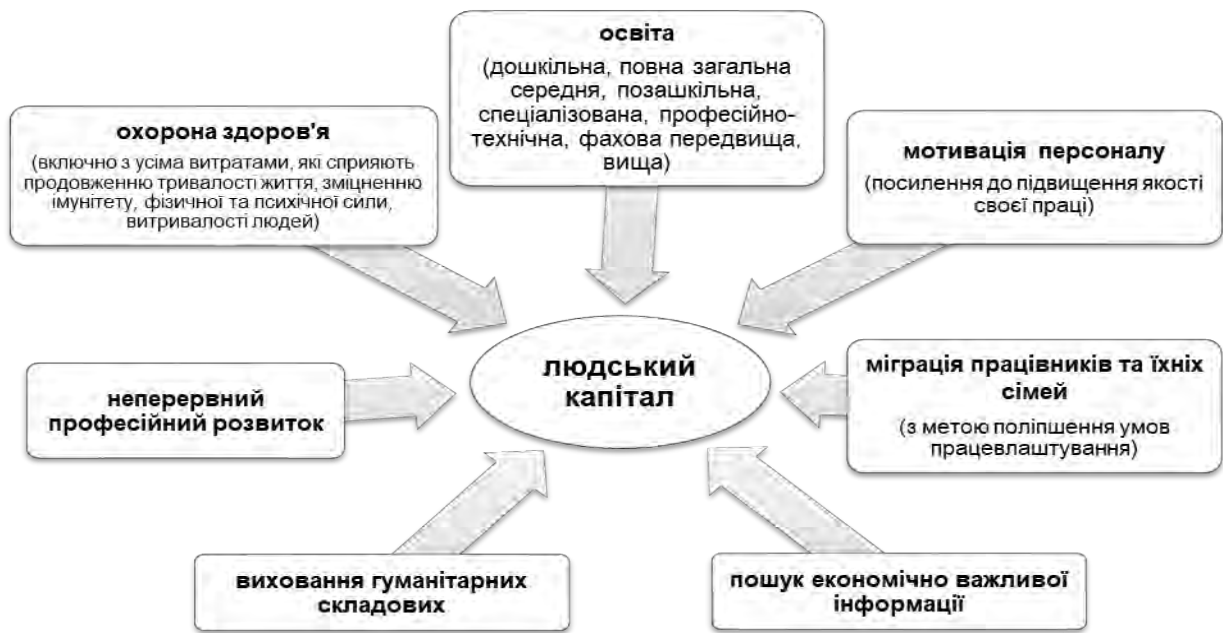 освіта
(дошкільна, повна загальна
середня, позашкільна,
спеціалізована, професійно-
технічна, фахова передвища,
вища)
охорона здоров'я
(включно з усіма витратами, які сприяють
продовженню тривалості життя, зміцненню
імунітету, фізичної та психічної сили,
витривалості людей)
мотивація персоналу
(посилення до підвищення якості
своєї праці)
людський
капітал
неперервний
професійний розвиток
міграція працівників та їхніх
сімей
(з метою поліпшення умов
працевлаштування)
виховання гуманітарних
складових
пошук економічно важливої
інформації